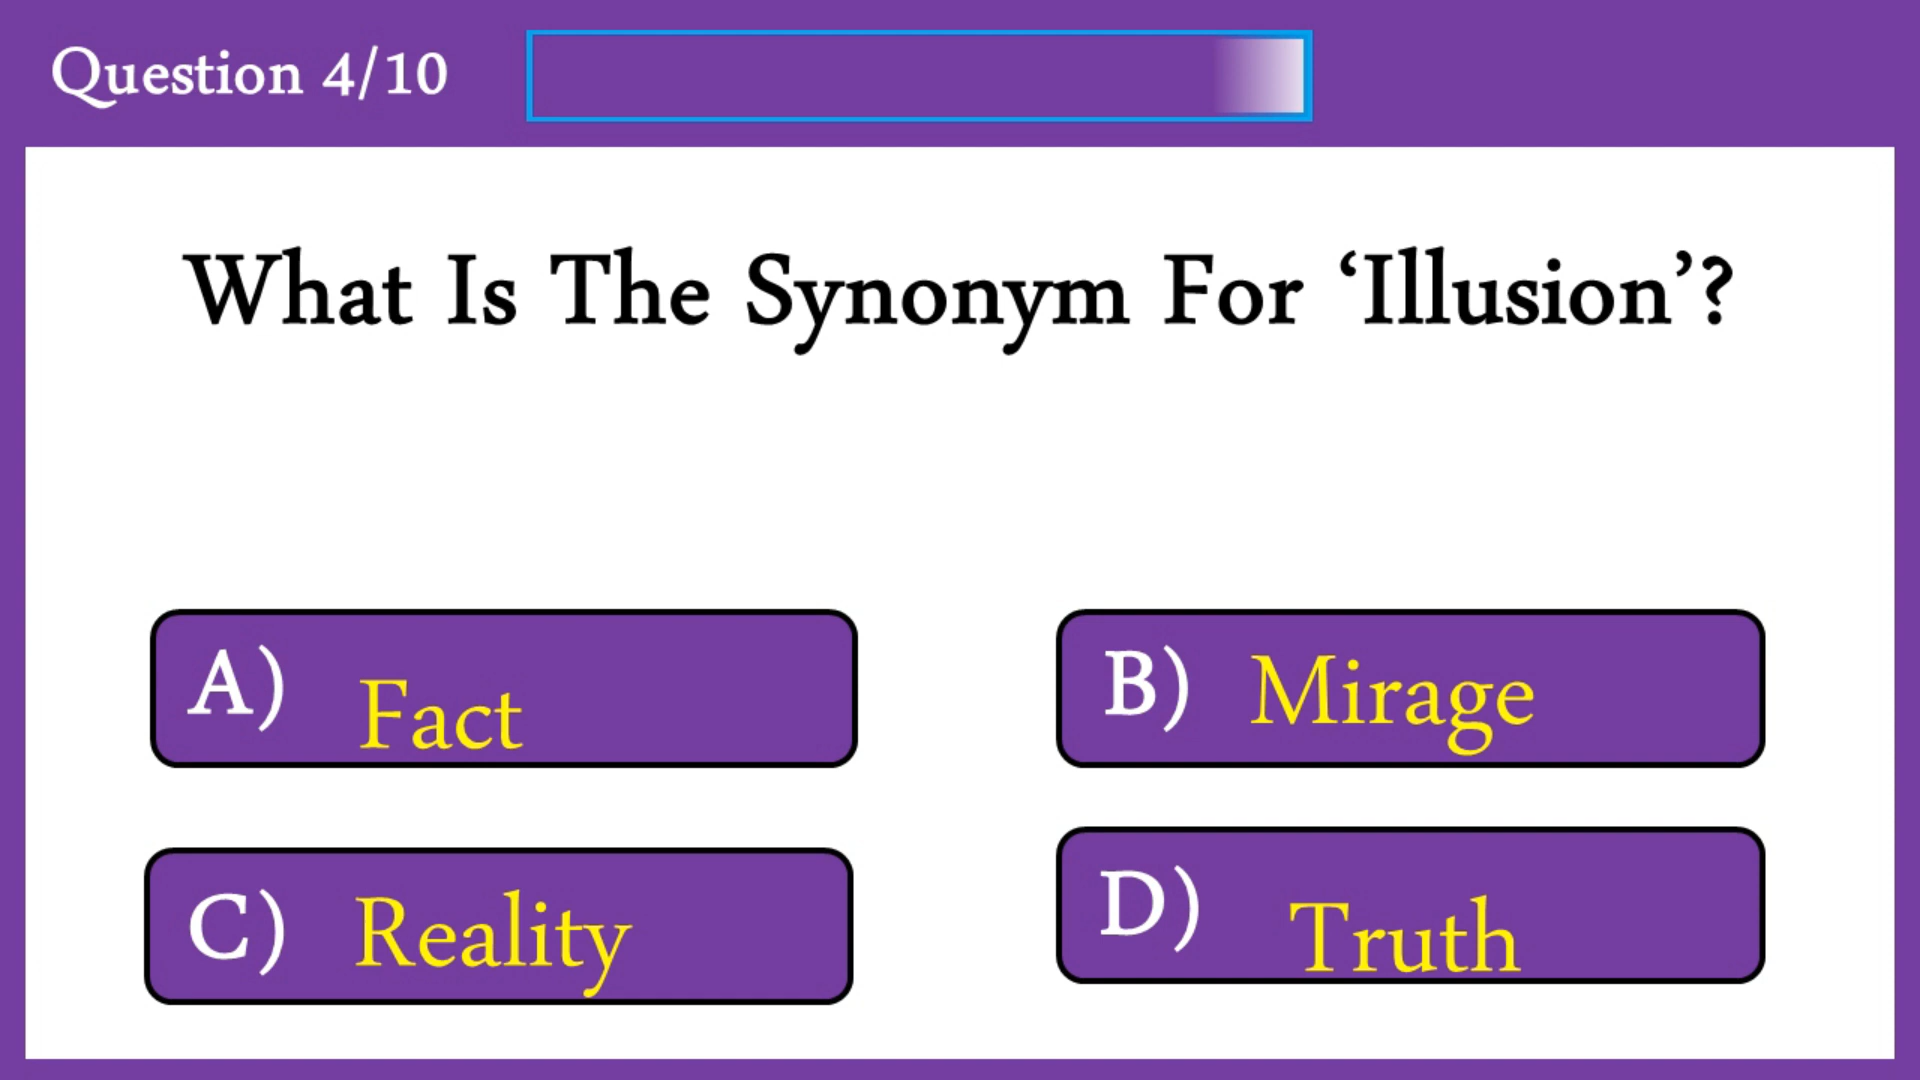 Question 4/10
What Is The Synonym For ‘Illusion’?
A) Fact
B) Mirage
C) Reality
D) Truth